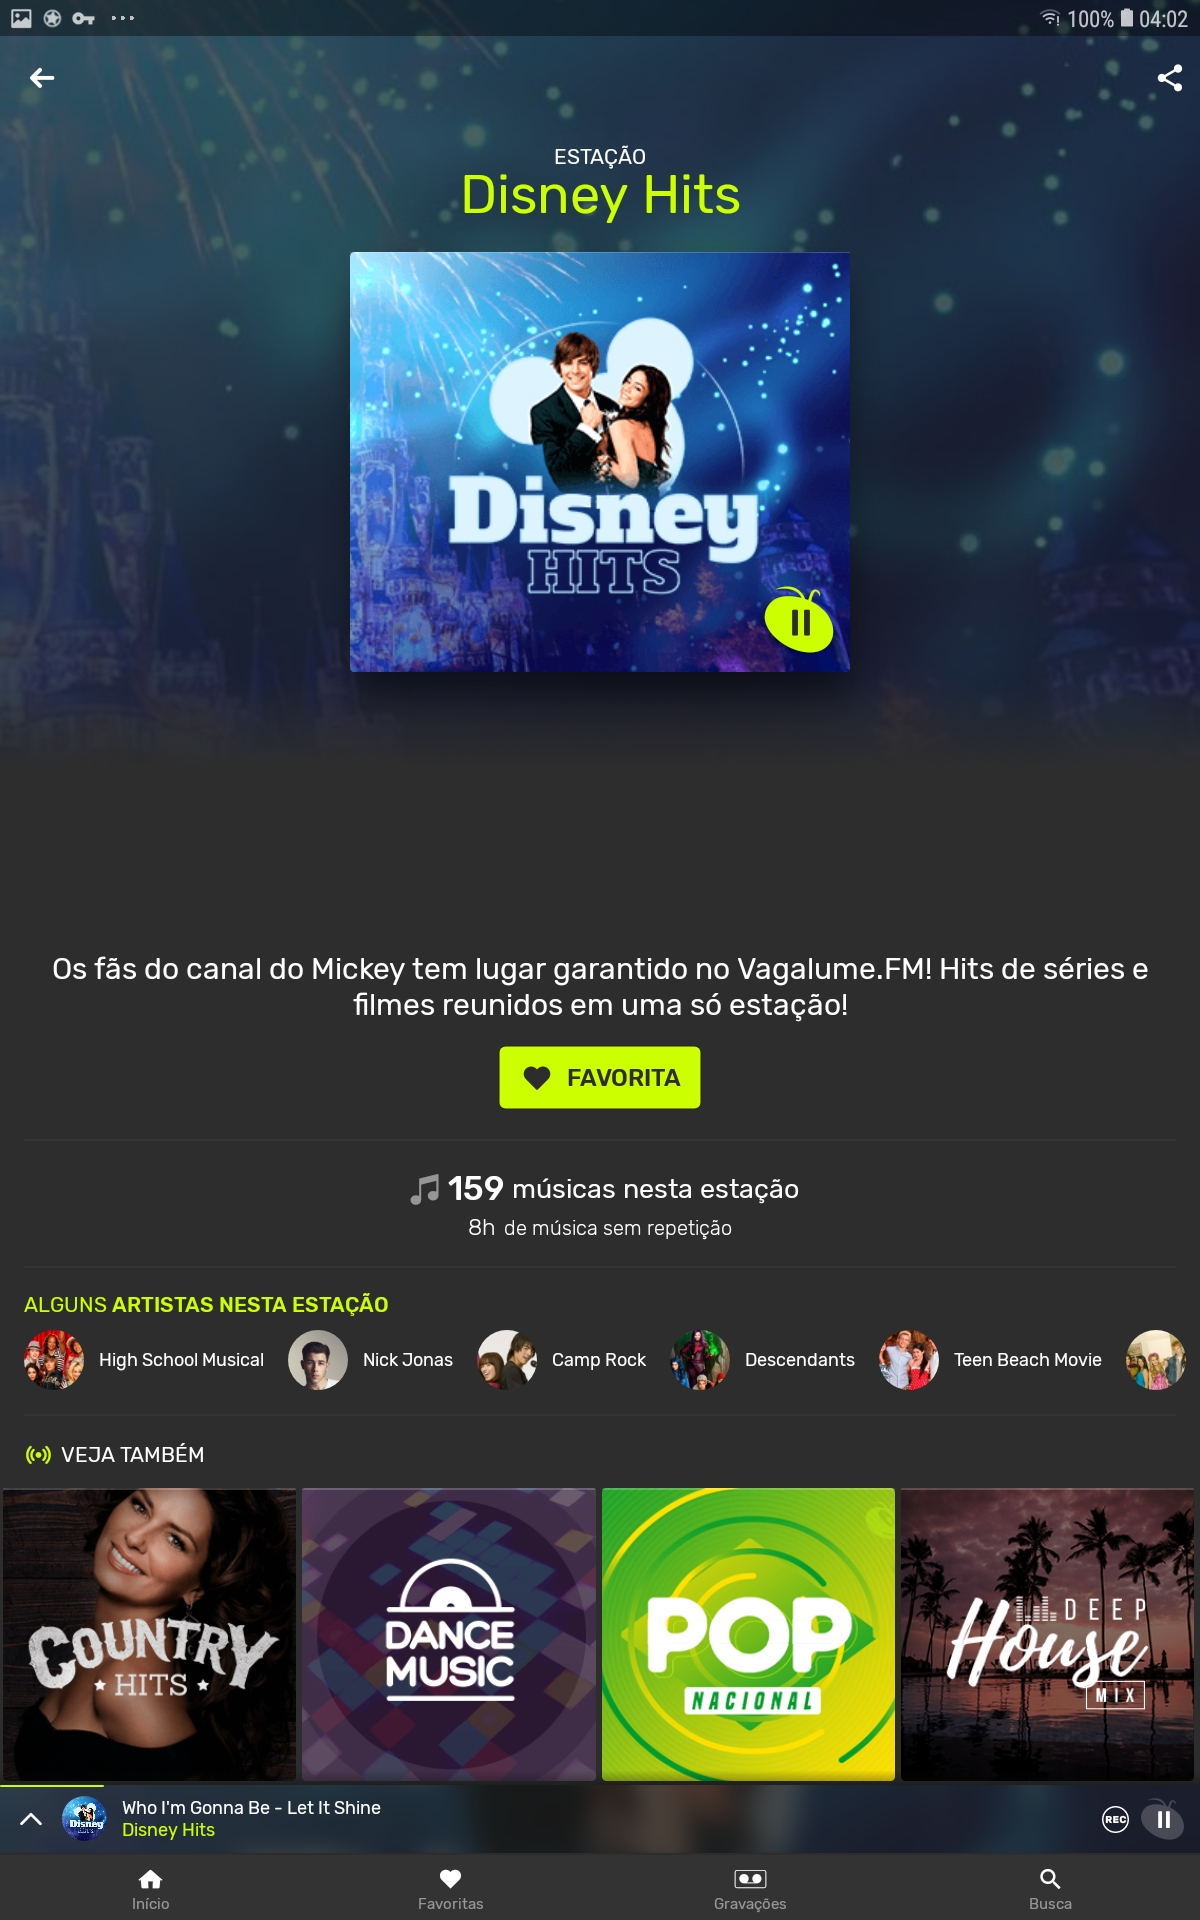 100% 04:02
ESTAÇÃO
Disney Hits
Disney
HITS
Os fãs do canal do Mickey tem lugar garantido no Vagalume.FM! Hits de séries e
filmes reunidos em uma só estação!
FAVORITA
159 músicas nesta estação
8h de música sem repetição
ALGUNS ARTISTAS NESTA ESTAÇÃO
High School Musical Nick Jonas Camp Rock Descendants Teen Beach Movie
VEJA TAMBÉM
COUNTRY
HITS
DANCE
MUSIC
POP
NACIONAL
DEEP
House
MIX
Who I'm Gonna Be - Let It Shine
Disney Hits
Disney
HITS
REC
Início Favoritas Gravações Busca